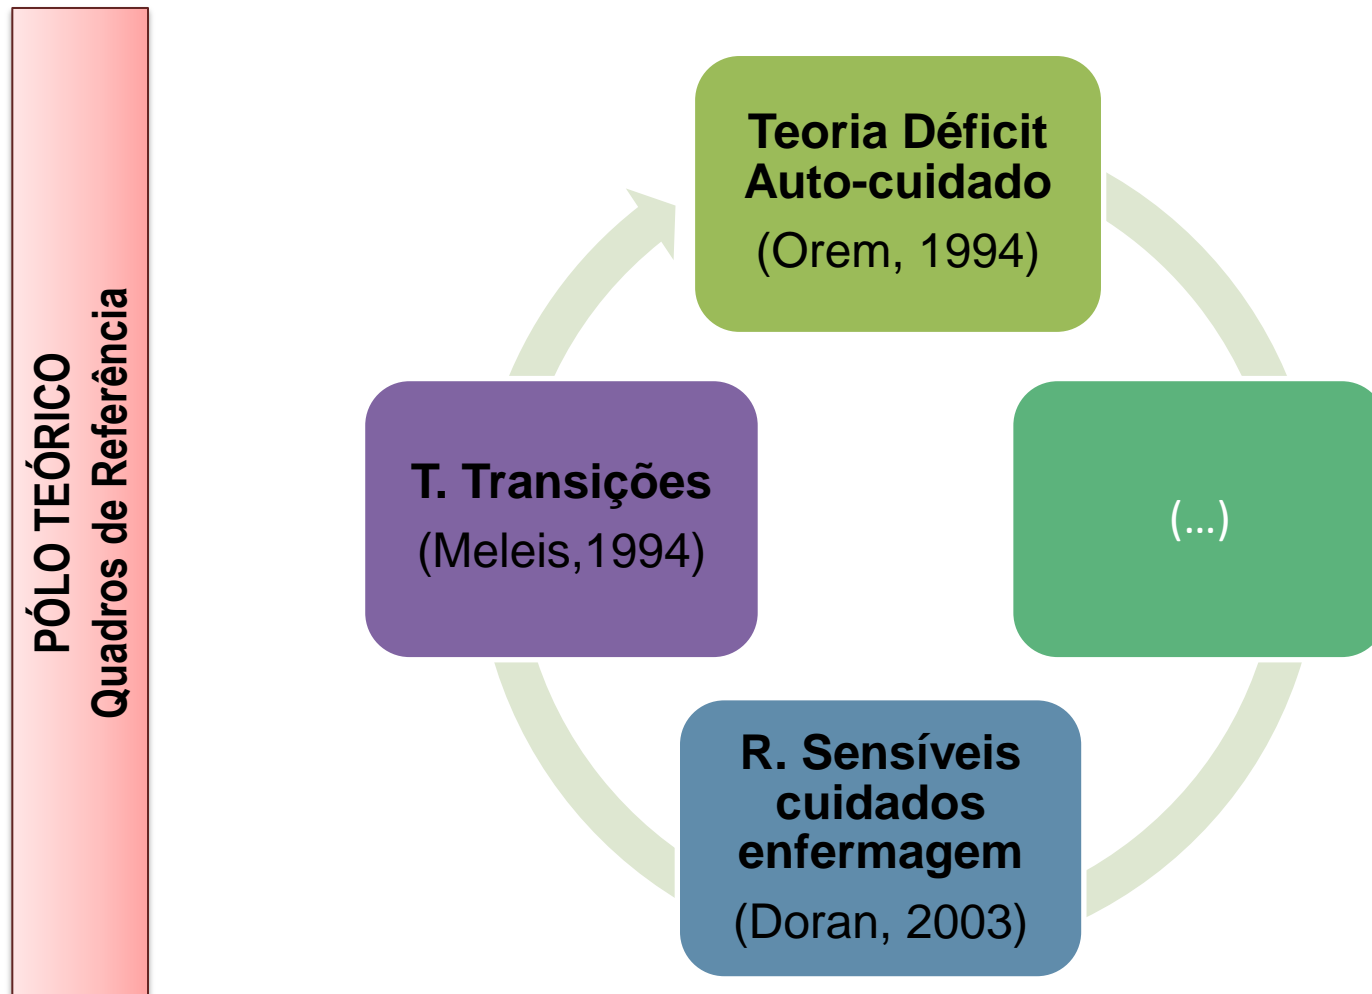 PÓLO TEÓRICO
Quadros de Referência
Teoria Déficit
Auto-cuidado
(Orem, 1994)
T. Transições
(Meleis,1994)
(...)
R. Sensíveis
cuidados
enfermagem
(Doran, 2003)